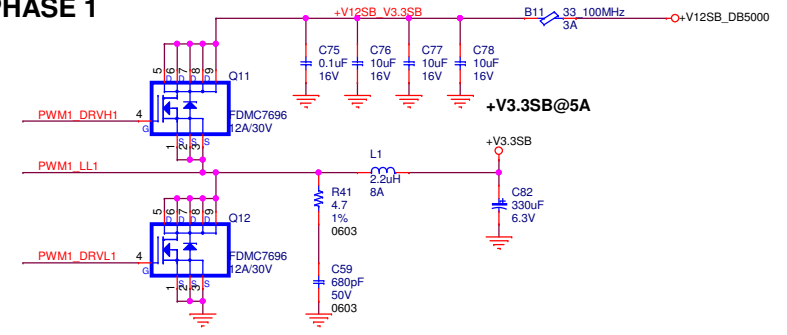 PHASE 1
+V12SB_V3.3SB
B11 33_100MHz
3A
+V12SB_DB5000
C75
0.1uF
16V
C76
10uF
16V
C77
10uF
16V
C78
10uF
16V
5 6 7 8 9
D D D D
Q11
FDMC7696
12A/30V
PWM1_DRVH1 4
G
S S S
1 2 3
+V3.3SB@5A
+V3.3SB
PWM1_LL1
L1
2.2uH
8A
R41
4.7
1%
0603
C82
330uF
6.3V
5 6 7 8 9
D D D D
Q12
FDMC7696
12A/30V
PWM1_DRVL1 4
G
S S S
1 2 3
C59
680pF
50V
0603